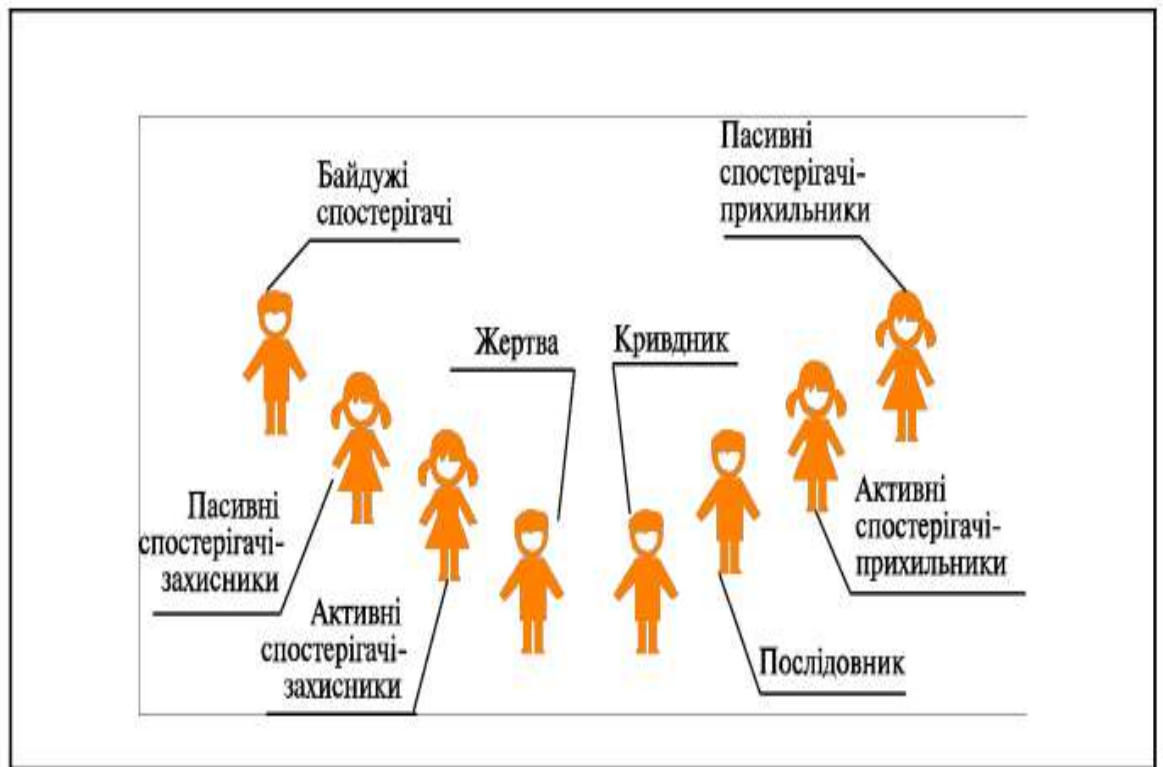 Байдужі
спостерігачі
Пасивні
спостерігачі-
прихильники
Жертва
Кривдник
Пасивні
спостерігачі-
захисники
Активні
спостерігачі-
прихильники
Активні
спостерігачі-
захисники
Послідовник